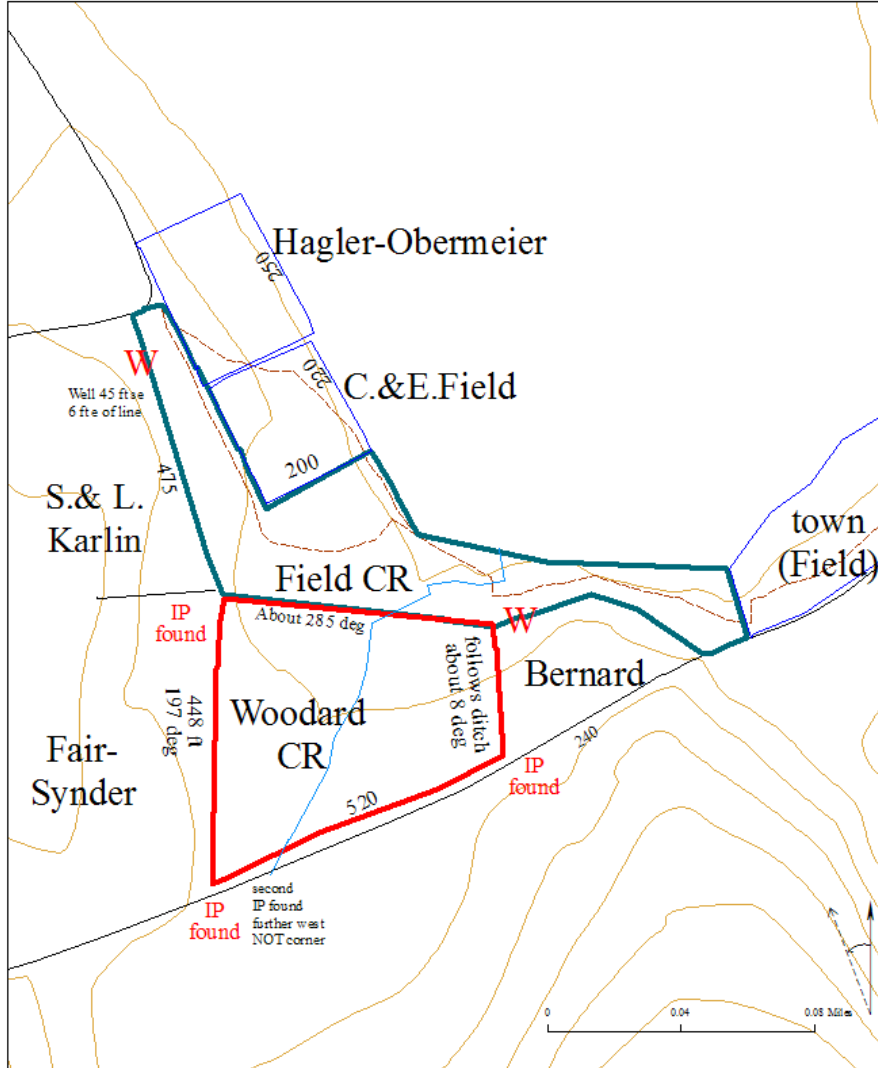 Hagler-Obermeier
250
220
C.&E.Field
W
Well 45 ft se
6 ft e of line
200
475
S.& L.
Karlin
town
(Field)
Field CR
IP
found
About 285 deg
W
follows ditch
about 8 deg
Bernard
448 ft
197 deg
Woodard
CR
Fair-
Synder
240
IP
found
520
second
IP found
further west
NOT corner
IP
found
0
0.04
0.08 Miles